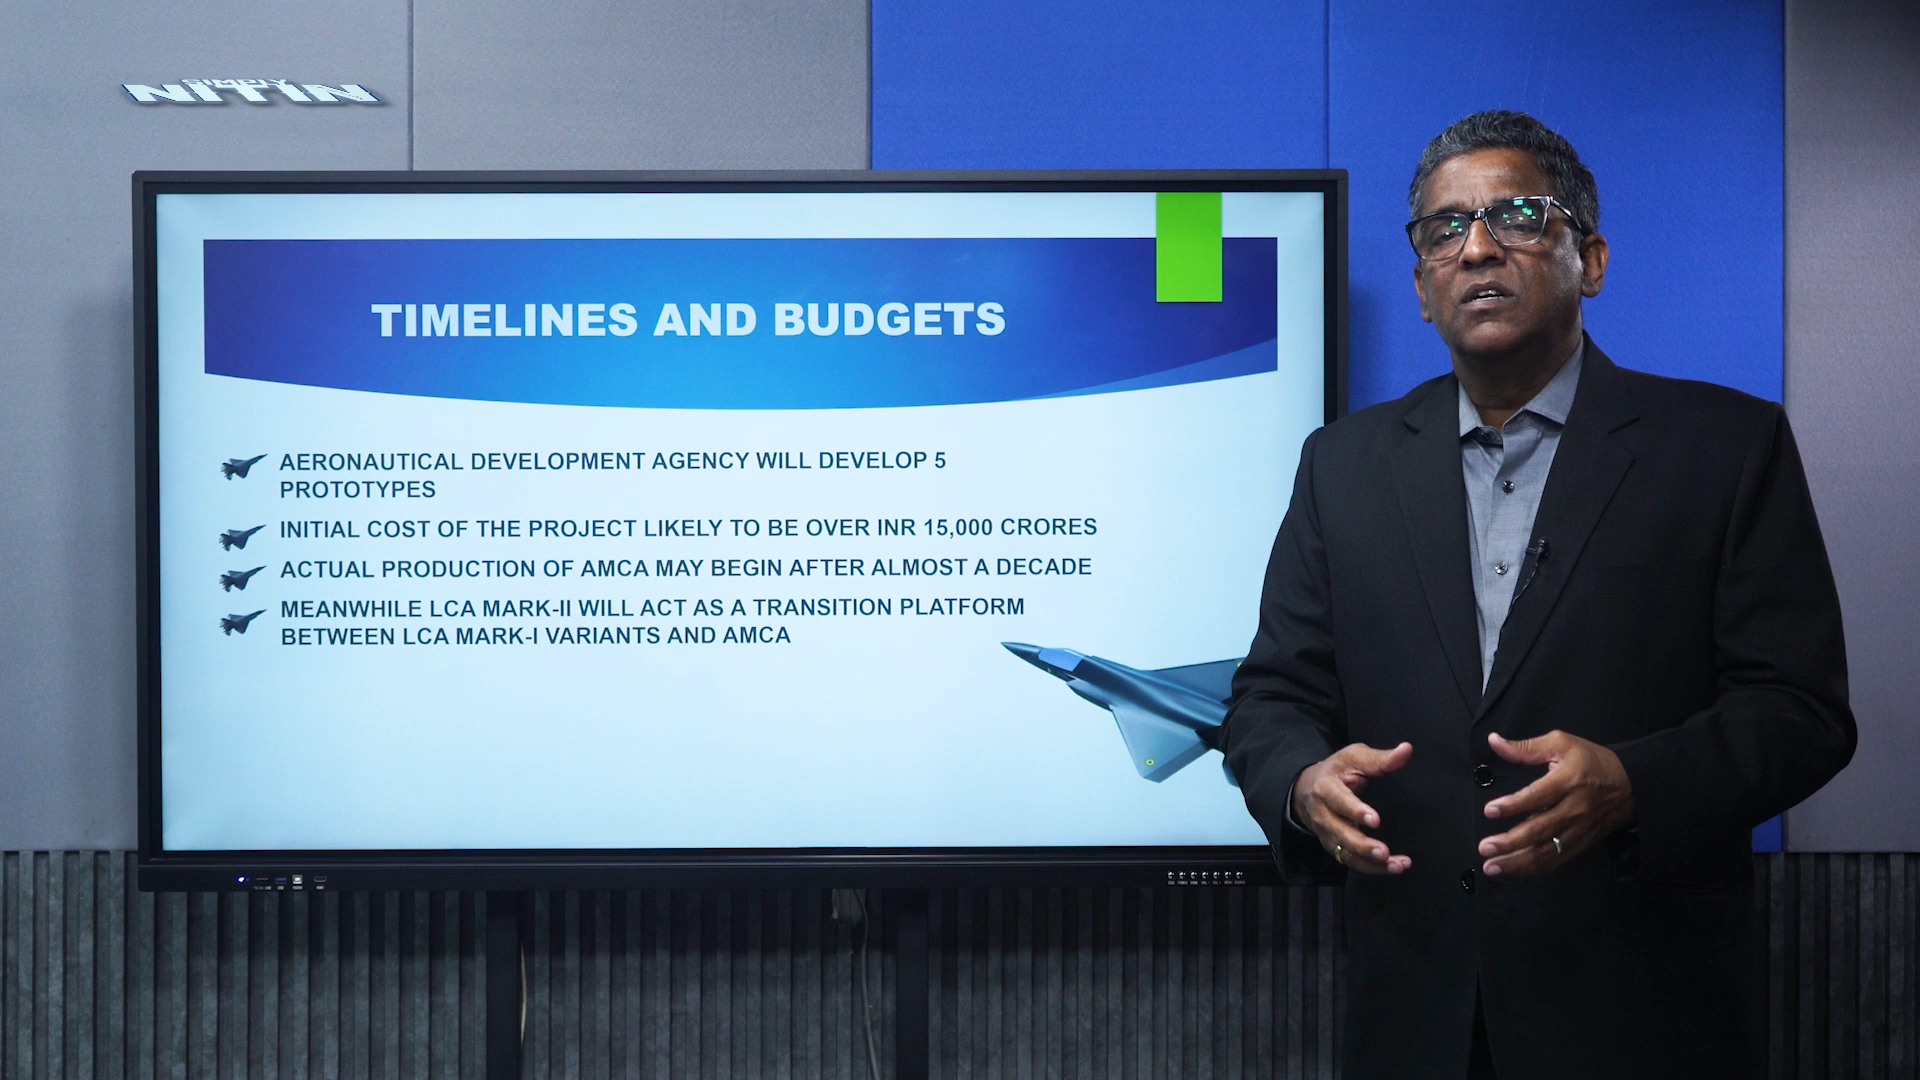 SIMPLY
NITIN
TIMELINES AND BUDGETS
AERONAUTICAL DEVELOPMENT AGENCY WILL DEVELOP 5
PROTOTYPES
INITIAL COST OF THE PROJECT LIKELY TO BE OVER INR 15,000 CRORES
ACTUAL PRODUCTION OF AMCA MAY BEGIN AFTER ALMOST A DECADE
MEANWHILE LCA MARK-II WILL ACT AS A TRANSITION PLATFORM
BETWEEN LCA MARK-I VARIANTS AND AMCA